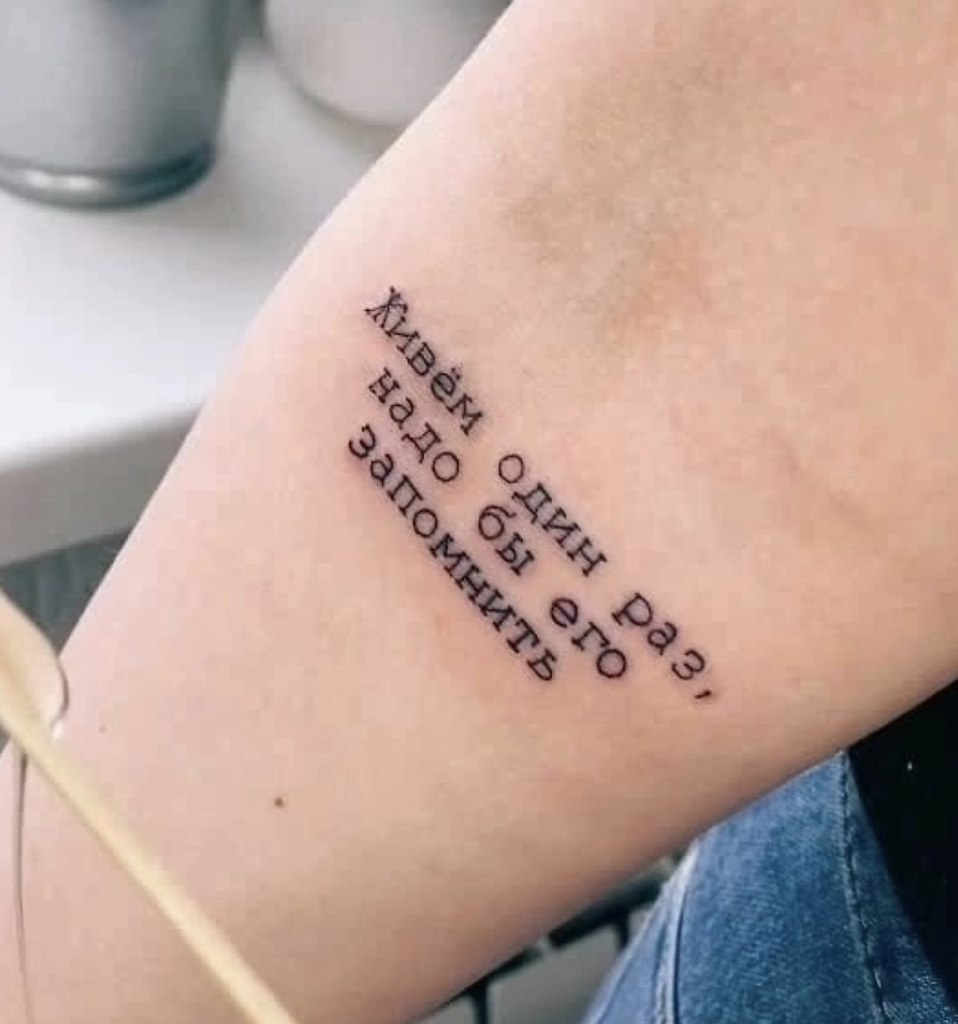 Живём один раз,
надо бы его
запомнить